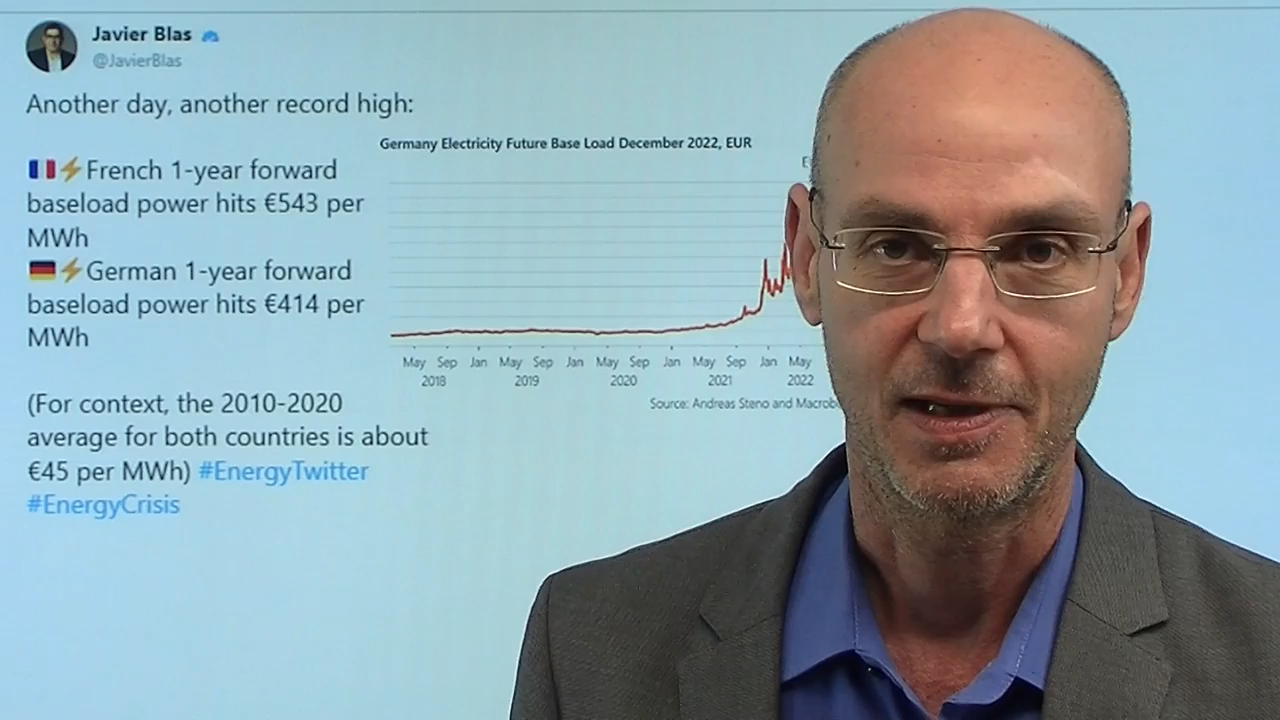 Javier Blas
@JavierBlas
Another day, another record high:
🇫🇷⚡French 1-year forward
baseload power hits €543 per
MWh
🇩🇪⚡German 1-year forward
baseload power hits €414 per
MWh
(For context, the 2010-2020
average for both countries is about
€45 per MWh) #EnergyTwitter
#EnergyCrisis
Germany Electricity Future Base Load December 2022, EUR
May Sep Jan May Sep Jan May Sep Jan May Sep Jan May
2018 2019 2020 2021 2022
Source: Andreas Steno and